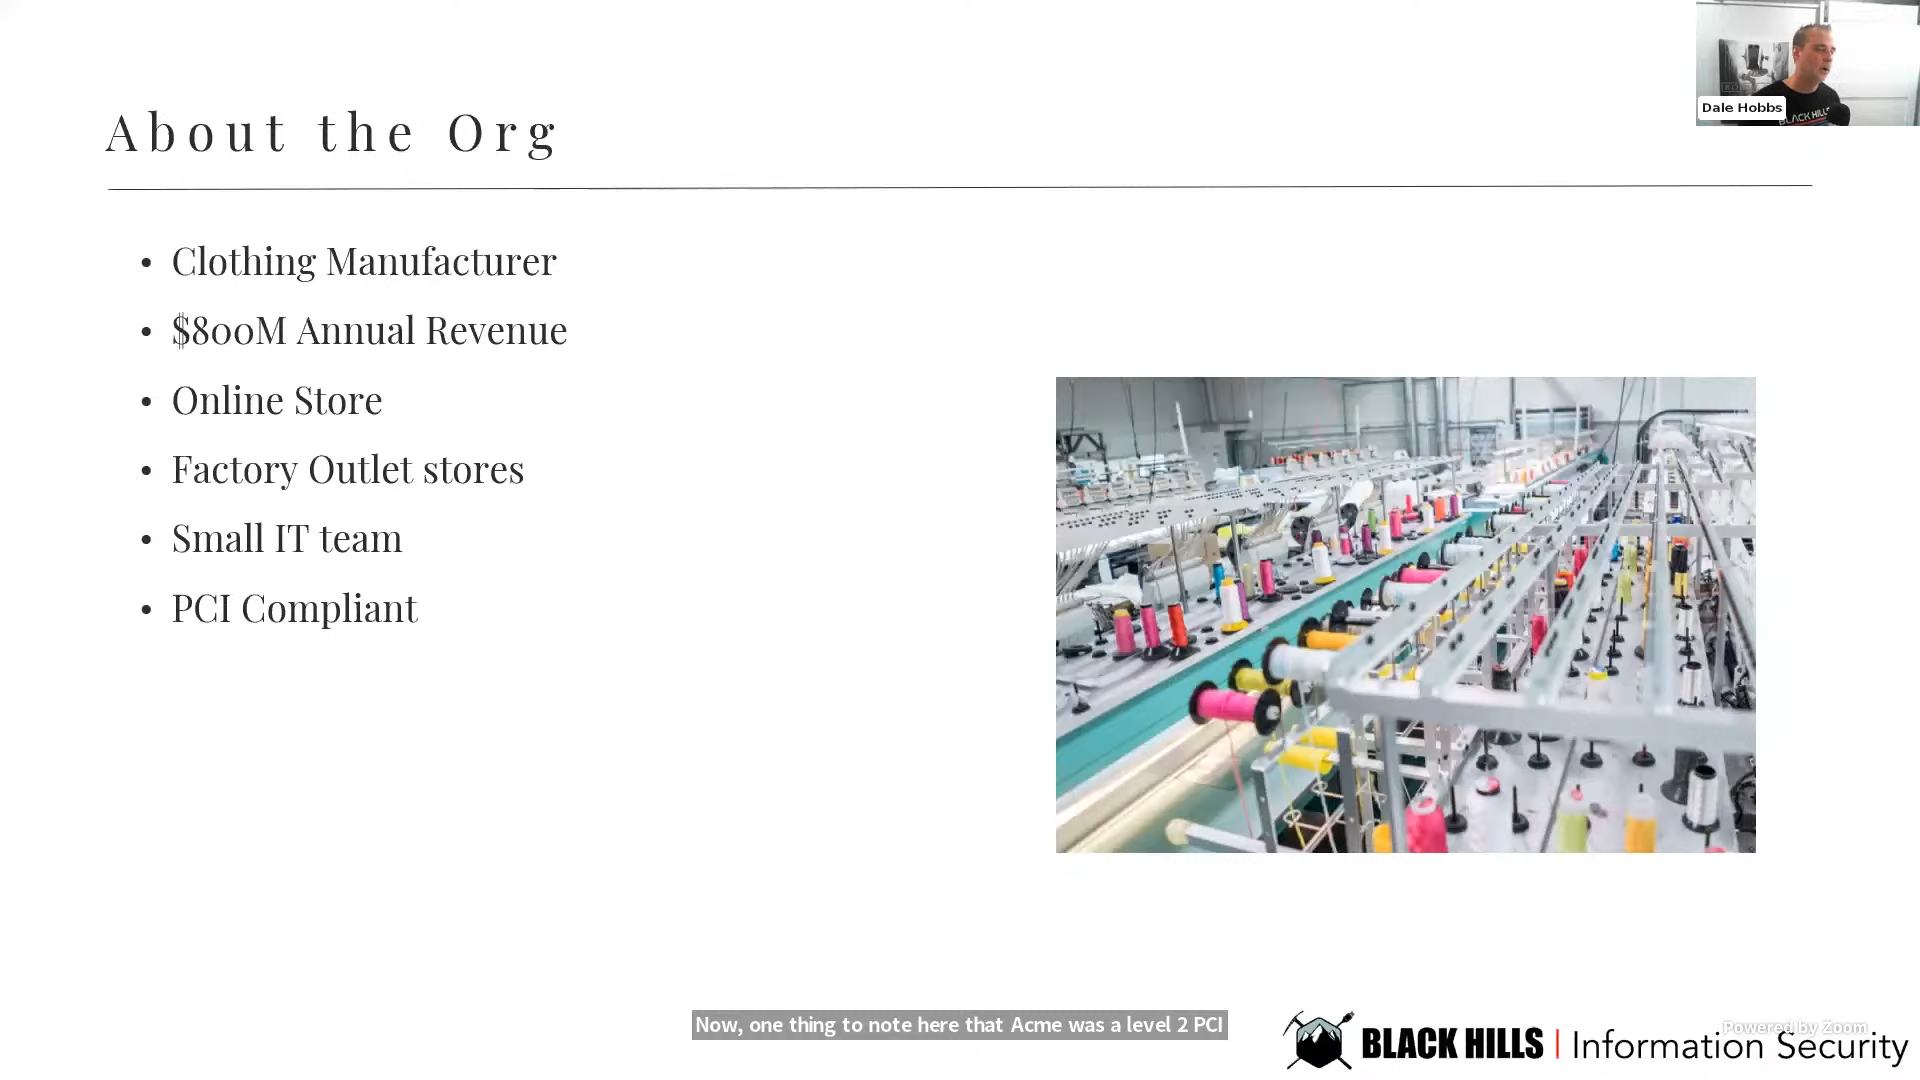 Dale Hobbs
BLACK HILLS
About the Org
• Clothing Manufacturer
• $800M Annual Revenue
• Online Store
• Factory Outlet stores
• Small IT team
• PCI Compliant
Now, one thing to note here that Acme was a level 2 PCI
Powered by Zoom
BLACK HILLS | Information Security